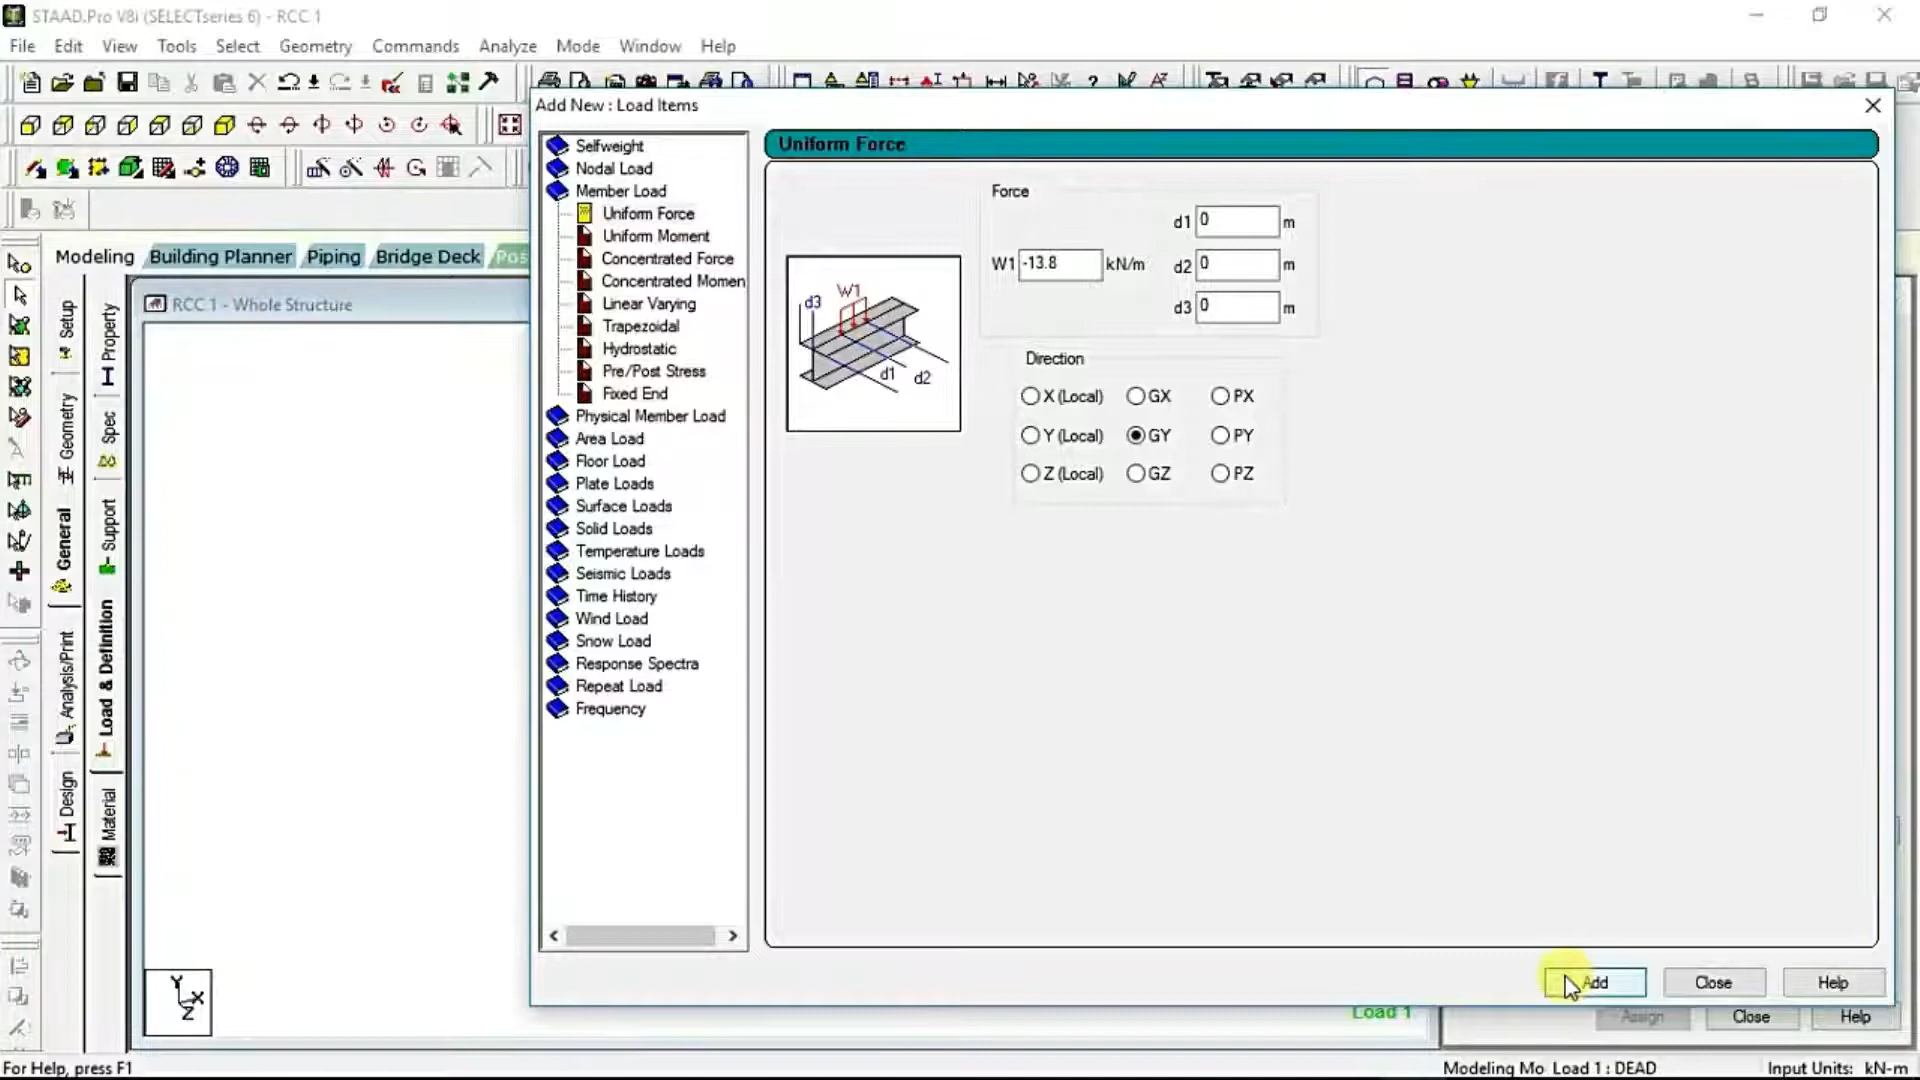 STAAD.Pro V8i (SELECTseries 6) - RCC 1
File Edit View Tools Select Geometry Commands Analyze Mode Window Help
Add New : Load Items
Selfweight
Nodal Load
Member Load
Uniform Force
Uniform Moment
Concentrated Force
Concentrated Momen
Linear Varying
Trapezoidal
Hydrostatic
Pre/Post Stress
Fixed End
Physical Member Load
Area Load
Floor Load
Plate Loads
Surface Loads
Solid Loads
Temperature Loads
Seismic Loads
Time History
Wind Load
Snow Load
Response Spectra
Repeat Load
Frequency
Uniform Force
Force
d1 0 m
W1 -13.8 kN/m d2 0 m
d3 0 m
W1
d3
d1
d2
Direction
X (Local) GX PX
Y (Local) GY PY
Z (Local) GZ PZ
Add Close Help
Modeling Building Planner Piping Bridge Deck Pos
RCC 1 - Whole Structure
Setup
Geometry
General
Analysis/Print
Design
Property
Spec
Support
Load & Definition
Material
Y
X
Z
Load 1
Assign Close Help
For Help, press F1
Modeling Mo Load 1 : DEAD Input Units: kN-m